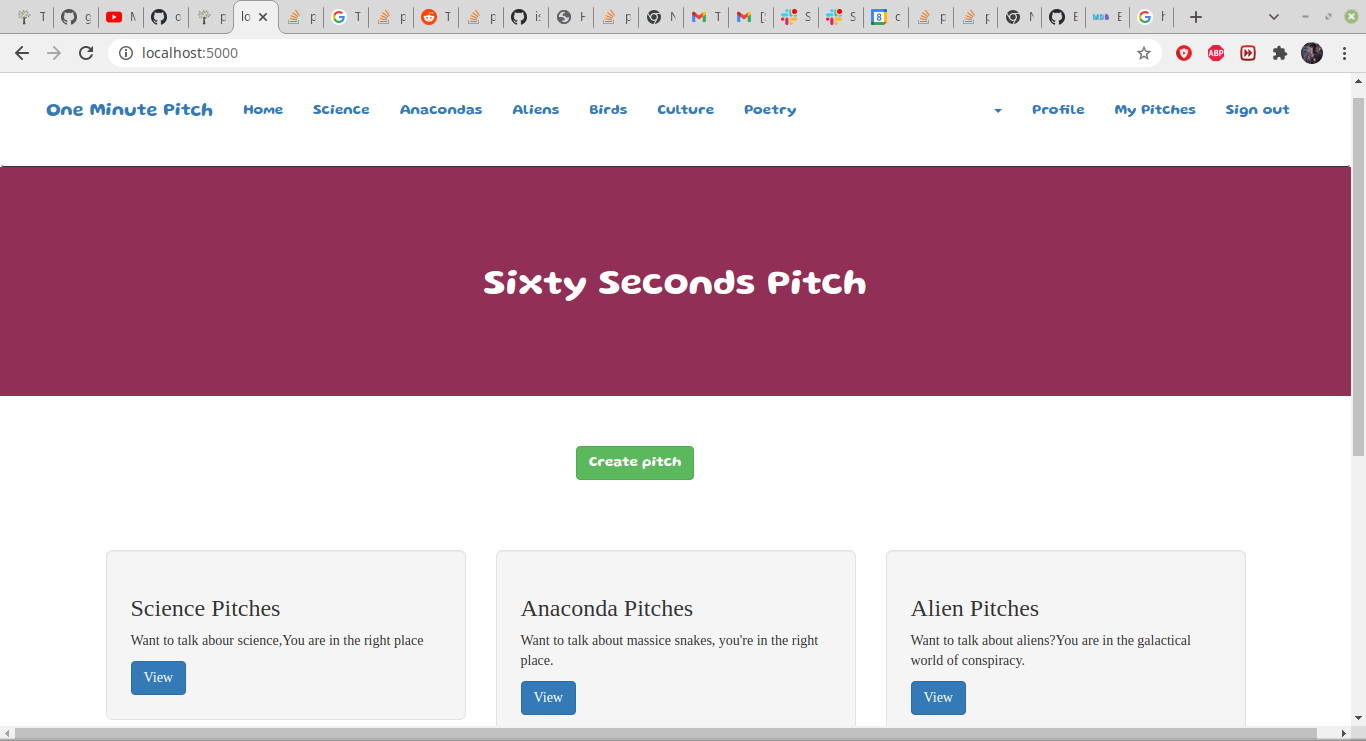 localhost:5000
One Minute Pitch Home Science Anacondas Aliens Birds Culture Poetry Profile My Pitches Sign out
Sixty Seconds Pitch
Create pitch
Science Pitches
Want to talk abour science,You are in the right place
View
Anaconda Pitches
Want to talk about massice snakes, you're in the right
place.
View
Alien Pitches
Want to talk about aliens?You are in the galactical
world of conspiracy.
View